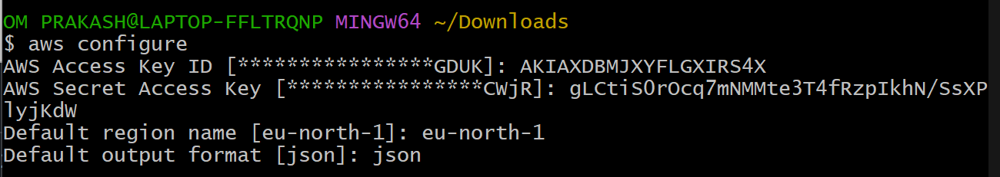 OM PRAKASH@LAPTOP-FFLTRQNP MINGW64 ~/Downloads
$ aws configure
AWS Access Key ID [****************GDUK]: AKIAXDBMJXYFLGXIRS4X
AWS Secret Access Key [****************CWjR]: gLCtiS0rOcq7mNMMte3T4fRzpIkhN/SsXP
lyjKdW
Default region name [eu-north-1]: eu-north-1
Default output format [json]: json